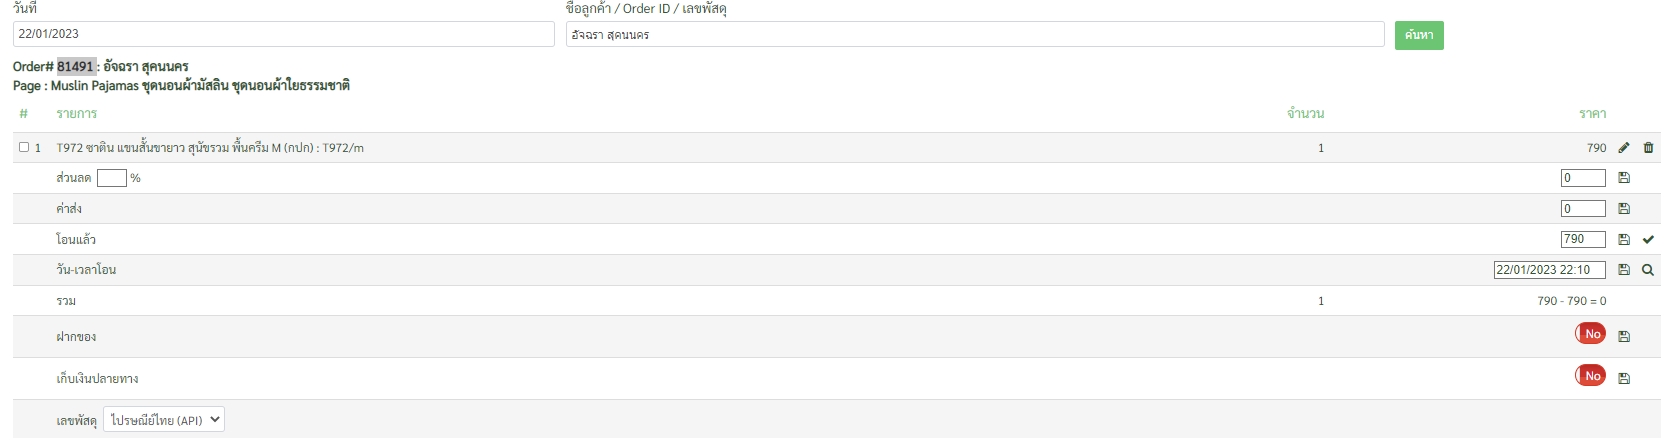 วันที่ ชื่อลูกค้า / Order ID / เลขพัสดุ
22/01/2023 อัจฉรา สุคนนคร ค้นหา
Order# 81491 : อัจฉรา สุคนนคร
Page : Muslin Pajamas ชุดนอนผ้ามัสลิน ชุดนอนผ้าใยธรรมชาติ
# รายการ จำนวน ราคา
1 T972 ซาติน แขนสั้นขายาว สุนัขรวม พื้นครีม M (กปก) : T972/m 1 790
ส่วนลด % 0
ค่าส่ง 0
โอนแล้ว 790
วัน-เวลาโอน 22/01/2023 22:10
รวม 1 790 - 790 = 0
ฝากของ No
เก็บเงินปลายทาง No
เลขพัสดุ ไปรษณีย์ไทย (API)